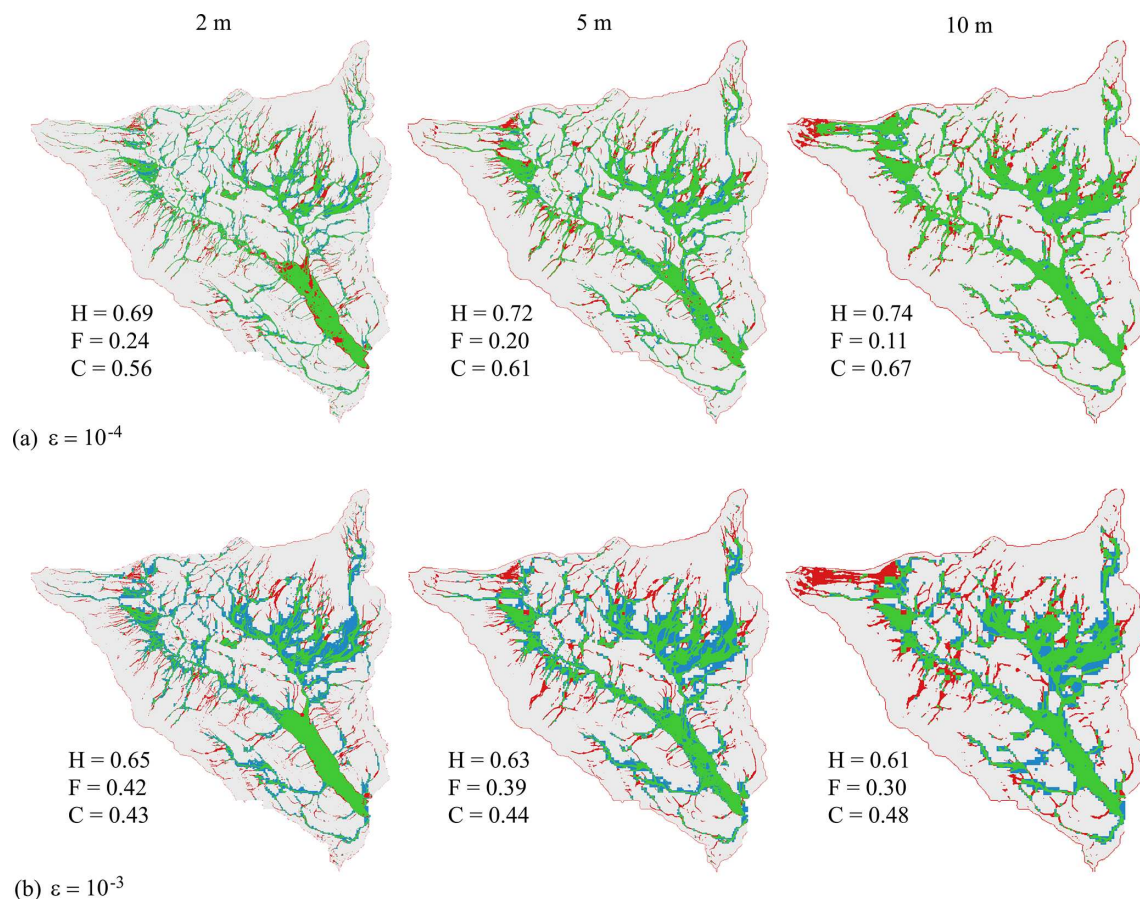 2 m
5 m
10 m
H = 0.69
F = 0.24
C = 0.56
H = 0.72
F = 0.20
C = 0.61
H = 0.74
F = 0.11
C = 0.67
(a) ε = 10⁻⁴
H = 0.65
F = 0.42
C = 0.43
H = 0.63
F = 0.39
C = 0.44
H = 0.61
F = 0.30
C = 0.48
(b) ε = 10⁻³